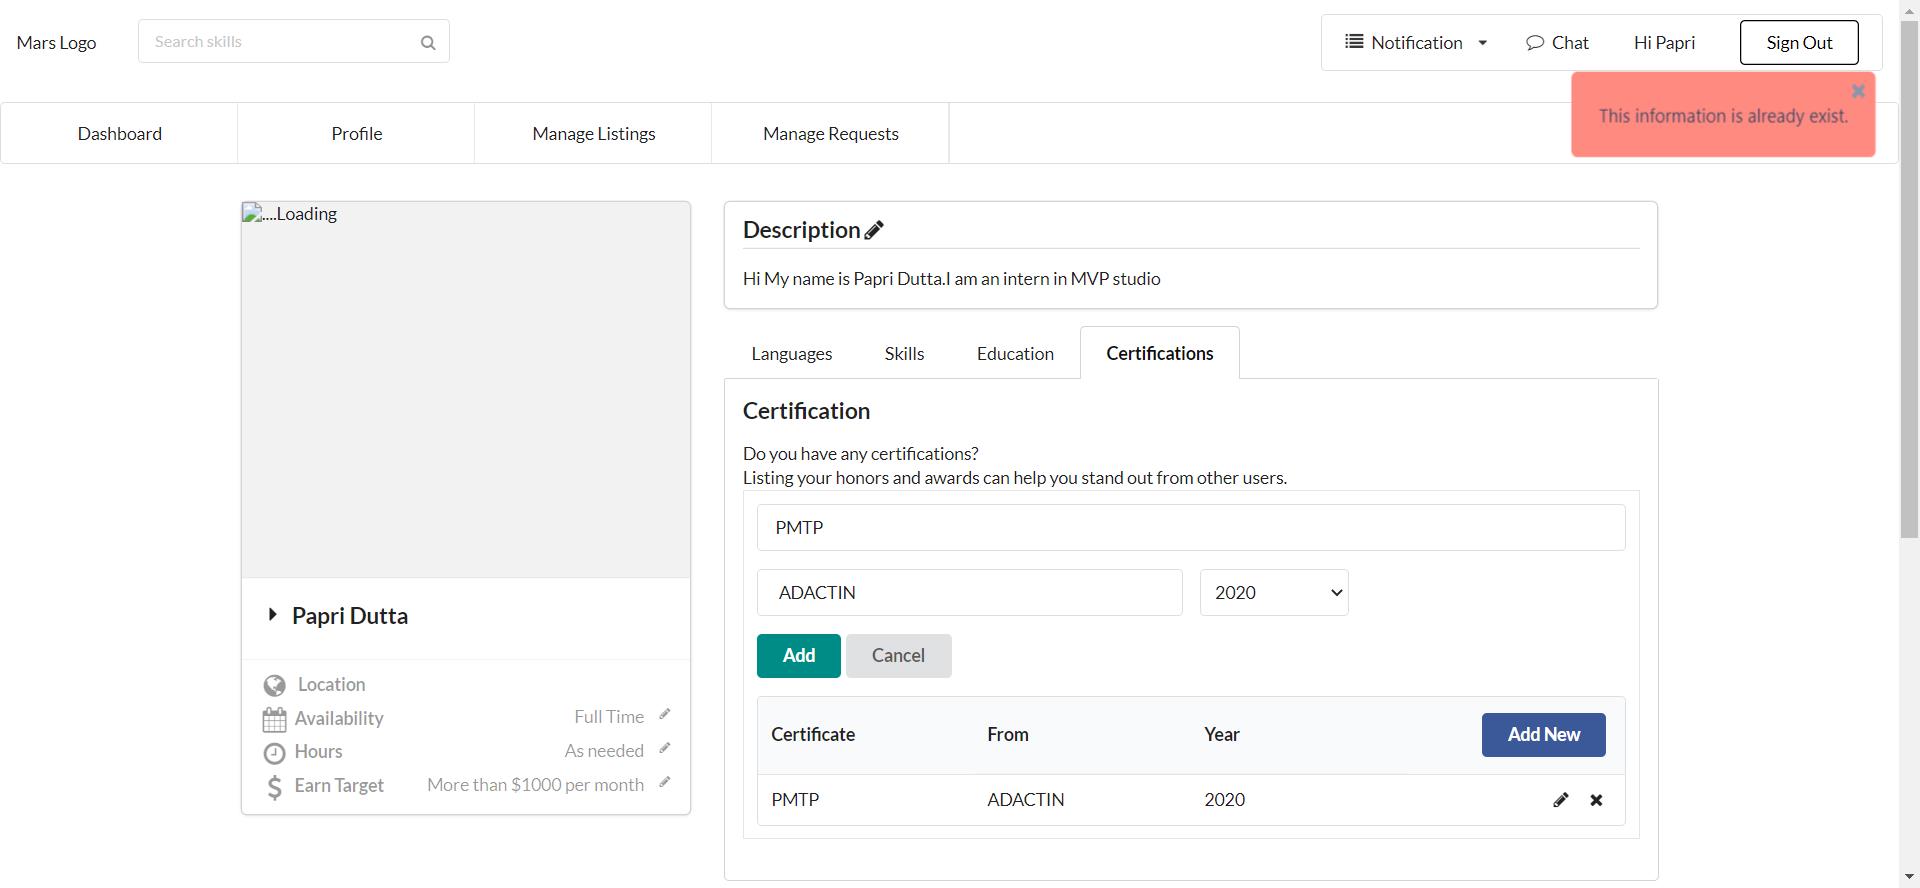 Mars Logo
Search skills
Notification
Chat
Hi Papri
Sign Out
This information is already exist.
Dashboard
Profile
Manage Listings
Manage Requests
....Loading
Papri Dutta
Location
Availability
Full Time
Hours
As needed
Earn Target
More than $1000 per month
Description
Hi My name is Papri Dutta.I am an intern in MVP studio
Languages
Skills
Education
Certifications
Certification
Do you have any certifications?
Listing your honors and awards can help you stand out from other users.
PMTP
ADACTIN
2020
Add
Cancel
Certificate From Year Add New
PMTP ADACTIN 2020